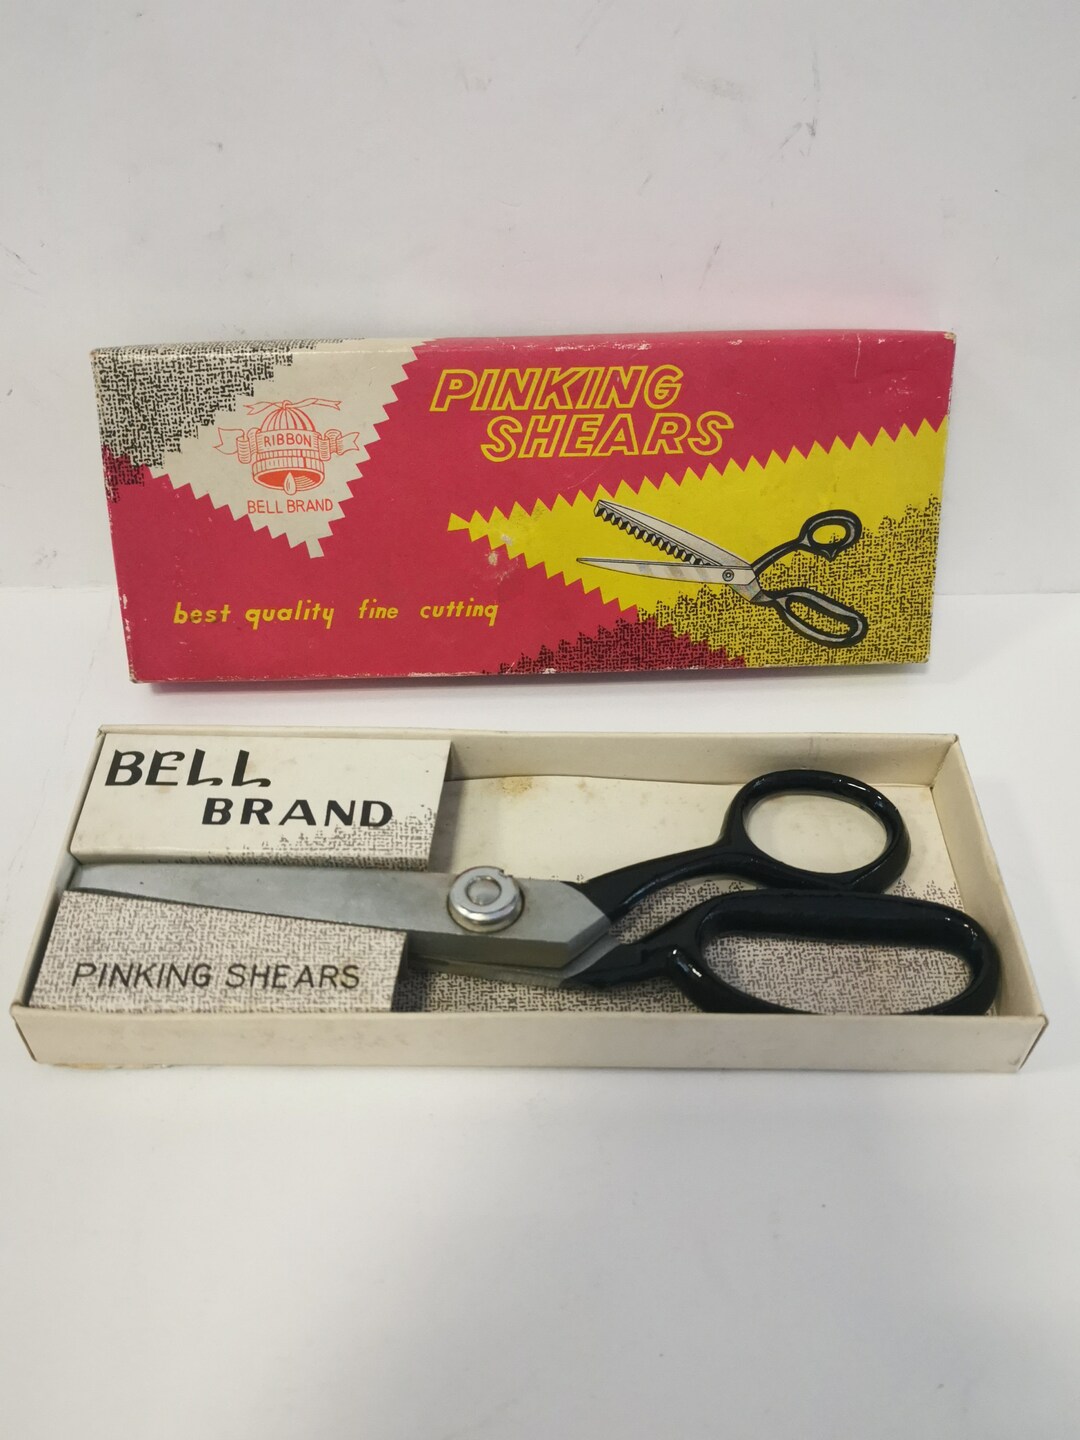 PINKING
SHEARS
RIBBON
BELL BRAND
best quality fine cutting
BELL
BRAND
PINKING SHEARS